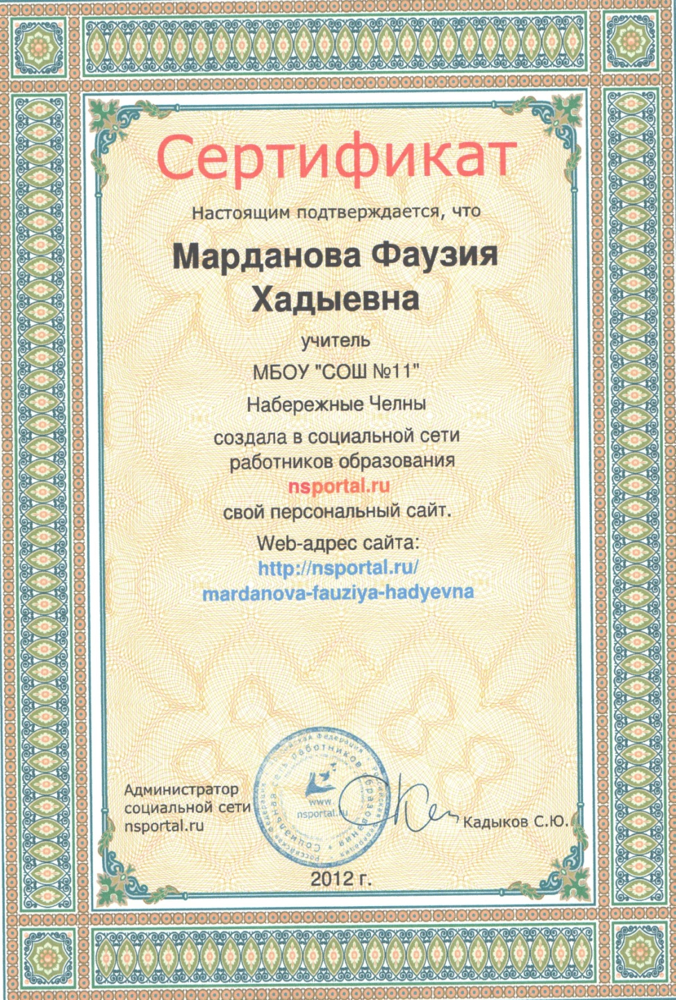 Сертификат
Настоящим подтверждается, что
Марданова Фаузия
Хадыевна
учитель
МБОУ "СОШ №11"
Набережные Челны
создала в социальной сети
работников образования
nsportal.ru
свой персональный сайт.
Web-адрес сайта:
http://nsportal.ru/
mardanova-fauziya-hadyevna
Администратор
социальной сети
nsportal.ru
Социальная сеть работников образования
Российская Федерация
www.
nsportal.ru
Кадыков С.Ю.
2012 г.